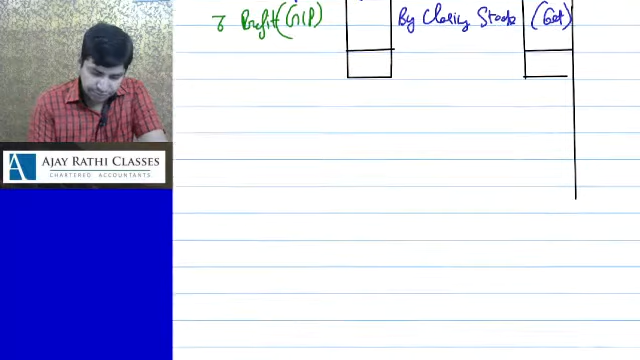 To Profit (G/P) By Closing Stock (Cost)
A AJAY RATHI CLASSES
CHARTERED ACCOUNTANTS